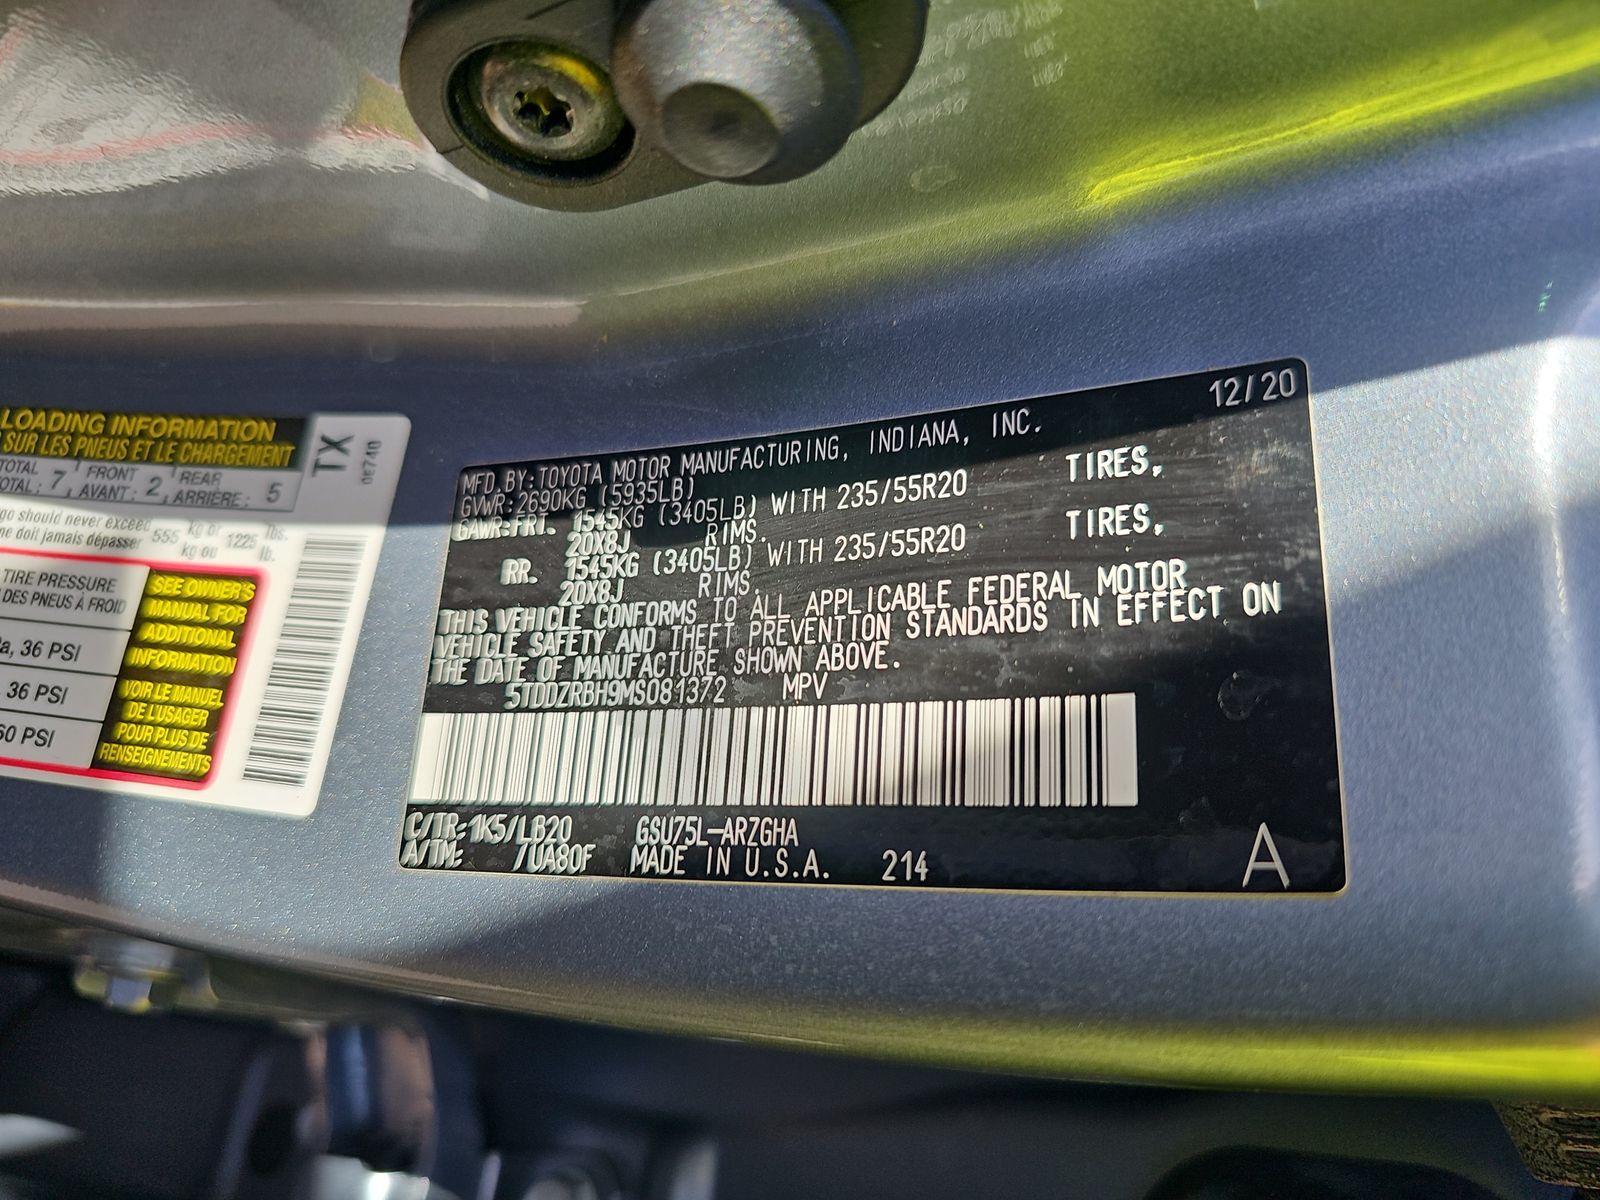 LOADING INFORMATION
SUR LES PNEUS ET LE CHARGEMENT
TX
0E740
TOTAL 7 FRONT 2 REAR 5
TOTAL: AVANT: ARRIÈRE:
go should never exceed 555 kg or 1225 lbs.
ne doit jamais dépasser kg ou lb.
TIRE PRESSURE
DES PNEUS À FROID
36 PSI
36 PSI
60 PSI
SEE OWNER'S
MANUAL FOR
ADDITIONAL
INFORMATION
VOIR LE MANUEL
DE L'USAGER
POUR PLUS DE
RENSEIGNEMENTS
12/20
MFD. BY: TOYOTA MOTOR MANUFACTURING, INDIANA, INC.
GVWR: 2690KG (5935LB)
GAWR: FRT. 1545KG (3405LB) WITH 235/55R20 TIRES,
20X8J RIMS.
RR. 1545KG (3405LB) WITH 235/55R20 TIRES,
20X8J RIMS.
THIS VEHICLE CONFORMS TO ALL APPLICABLE FEDERAL MOTOR
VEHICLE SAFETY AND THEFT PREVENTION STANDARDS IN EFFECT ON
THE DATE OF MANUFACTURE SHOWN ABOVE.
5TDDZRBH9MS081372 MPV
C/TR: 1K5/LB20 GSU75L-ARZGHA
A/TM: /UA80F MADE IN U.S.A. 214
A